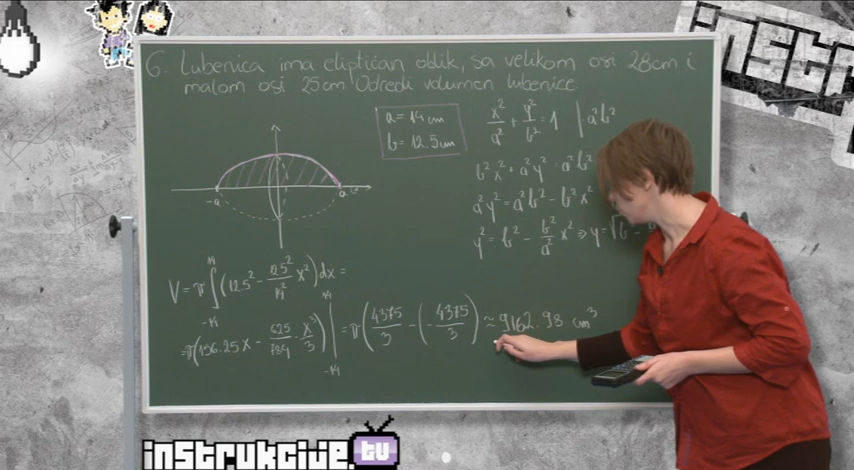 6. Lubenica ima eliptičan oblik, sa velikom osi 28cm i
malom osi 25cm. Odredi volumen lubenice.
a = 14 cm
b = 12.5 cm
x²/a² + y²/b² = 1 | a²b²
b²x² + a²y² = a²b²
a²y² = a²b² - b²x²
y² = b² - b²/a² x² ⇒ y = √b² -
-a
a
V = π ∫ 14 -14 (12.5² - 12.5²/14² x²) dx =
= π(156.25x - 625/784 · x³/3) | 14 -14 = π(4375/3 - (-4375/3)) ≈ 9162.98 cm³
instrukcije.tv